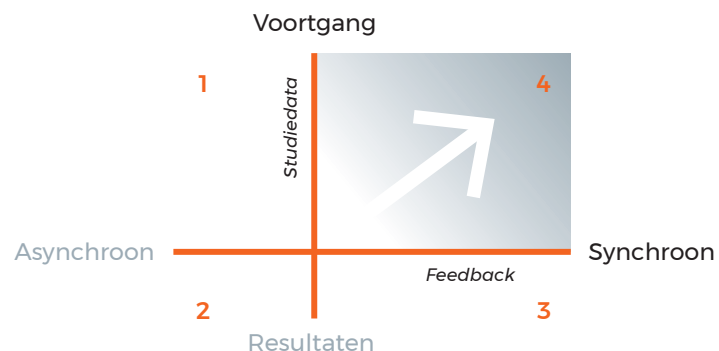 Voortgang
1
Studiedata
4
Asynchroon
Synchroon
Feedback
2
3
Resultaten